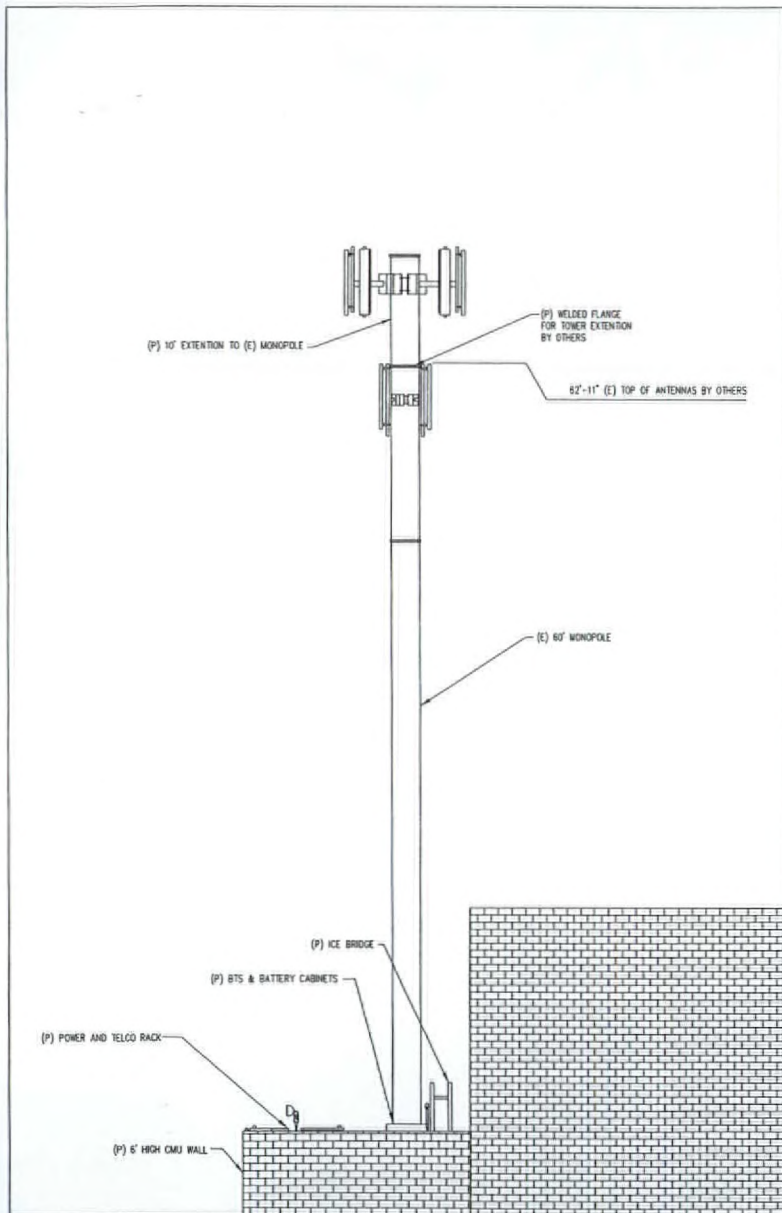 (P) WELDED FLANGE
FOR TOWER EXTENTION
BY OTHERS
(P) 10' EXTENTION TO (E) MONOPOLE
62'-11" (E) TOP OF ANTENNAS BY OTHERS
(E) 60' MONOPOLE
(P) ICE BRIDGE
(P) BTS & BATTERY CABINETS
(P) POWER AND TELCO RACK
(P) 6' HIGH CMU WALL